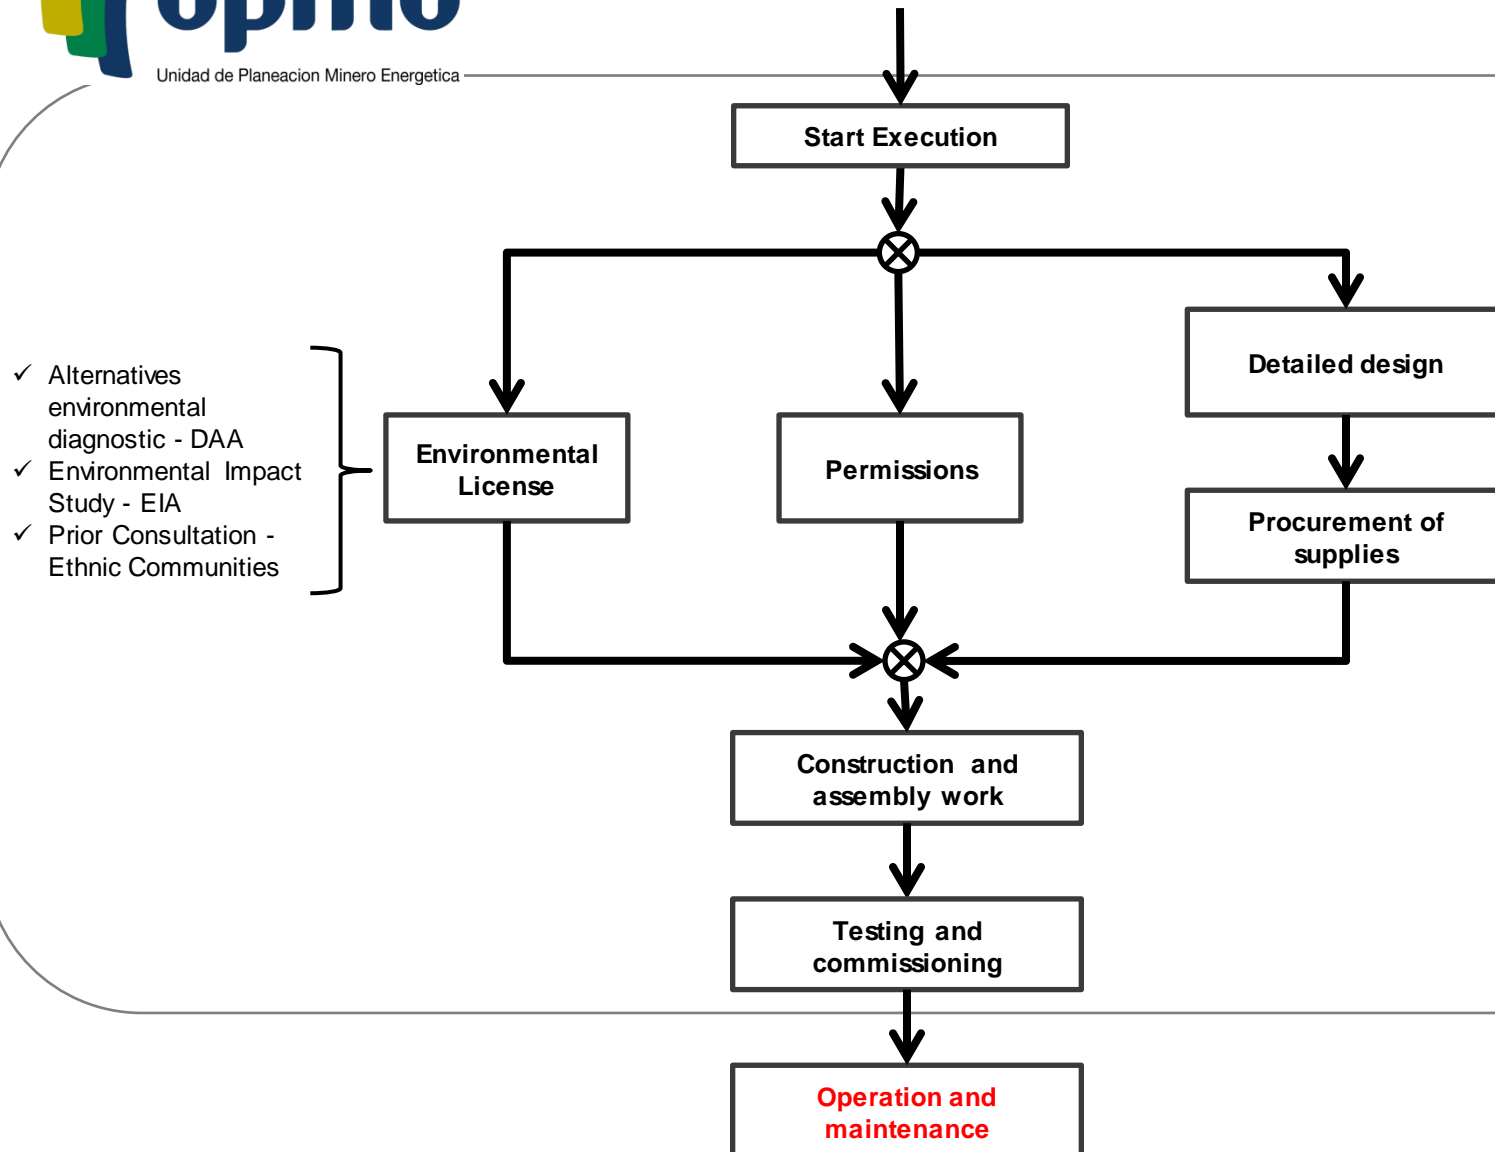 upme
Unidad de Planeacion Minero Energetica
Start Execution
Detailed design
✓ Alternatives
environmental
diagnostic - DAA
✓ Environmental Impact
Study - EIA
✓ Prior Consultation -
Ethnic Communities
Environmental
License
Permissions
Procurement of
supplies
Construction and
assembly work
Testing and
commissioning
Operation and
maintenance